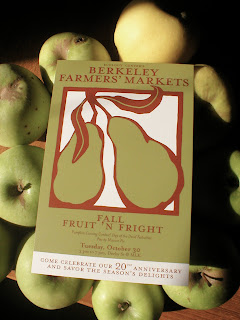 BERKELEY
FARMERS' MARKETS
FALL
FRUIT 'N FRIGHT
Tuesday, October 30
COME CELEBRATE OUR 20TH ANNIVERSARY
AND SAVOR THE SEASON'S DELIGHTS